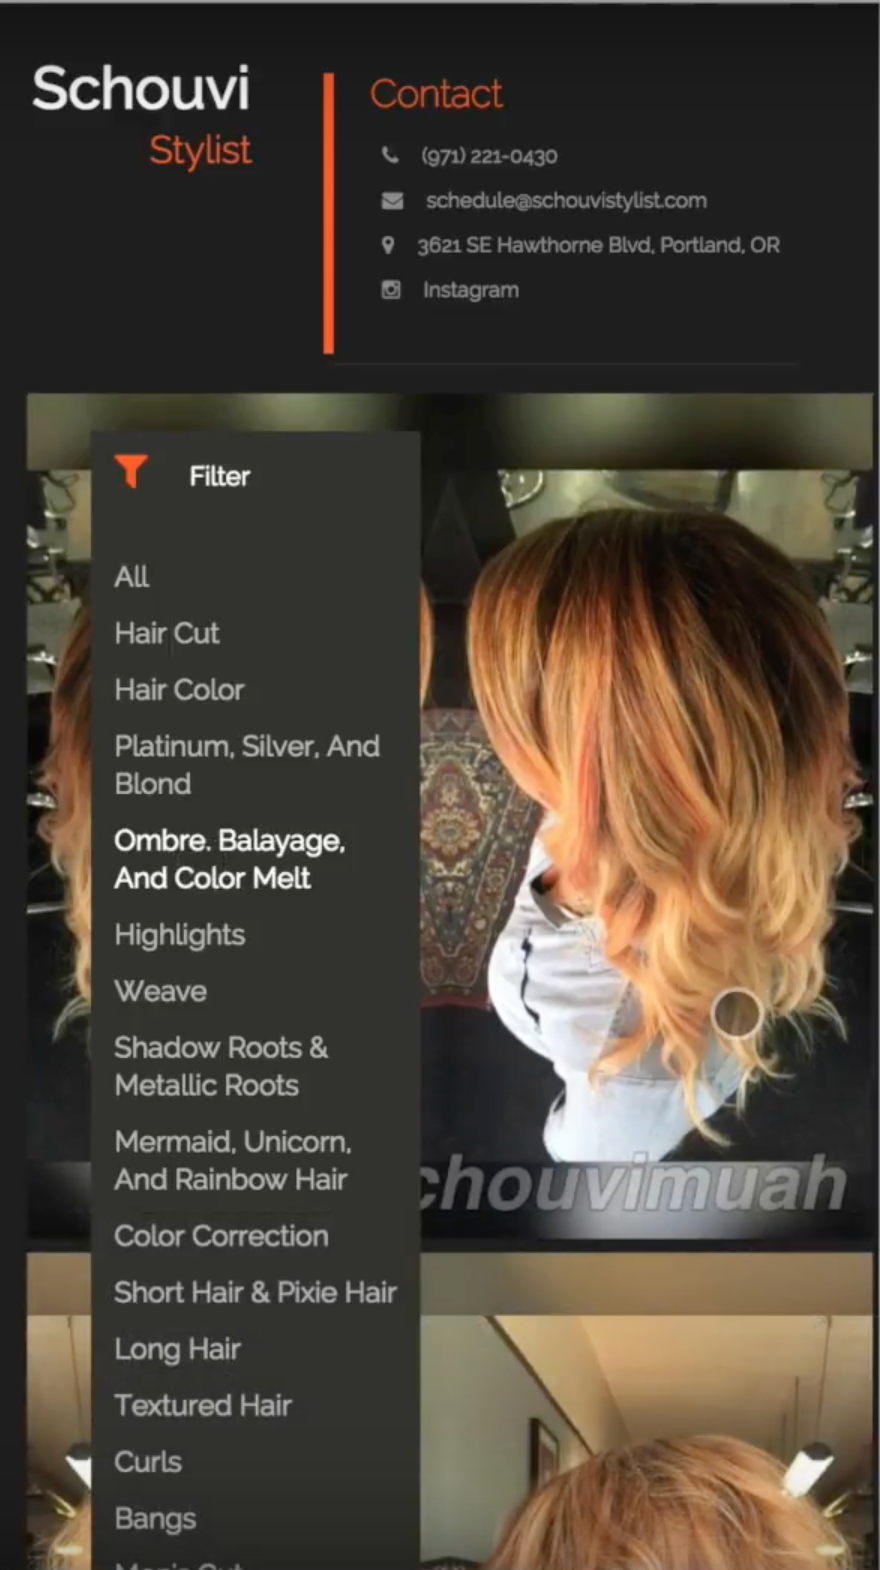 Schouvi
Stylist
Contact
(971) 221-0430
schedule@schouvistylist.com
3621 SE Hawthorne Blvd, Portland, OR
Instagram
Filter
All
Hair Cut
Hair Color
Platinum, Silver, And
Blond
Ombre. Balayage,
And Color Melt
Highlights
Weave
Shadow Roots &
Metallic Roots
Mermaid, Unicorn,
And Rainbow Hair
chouvimuah
Color Correction
Short Hair & Pixie Hair
Long Hair
Textured Hair
Curls
Bangs